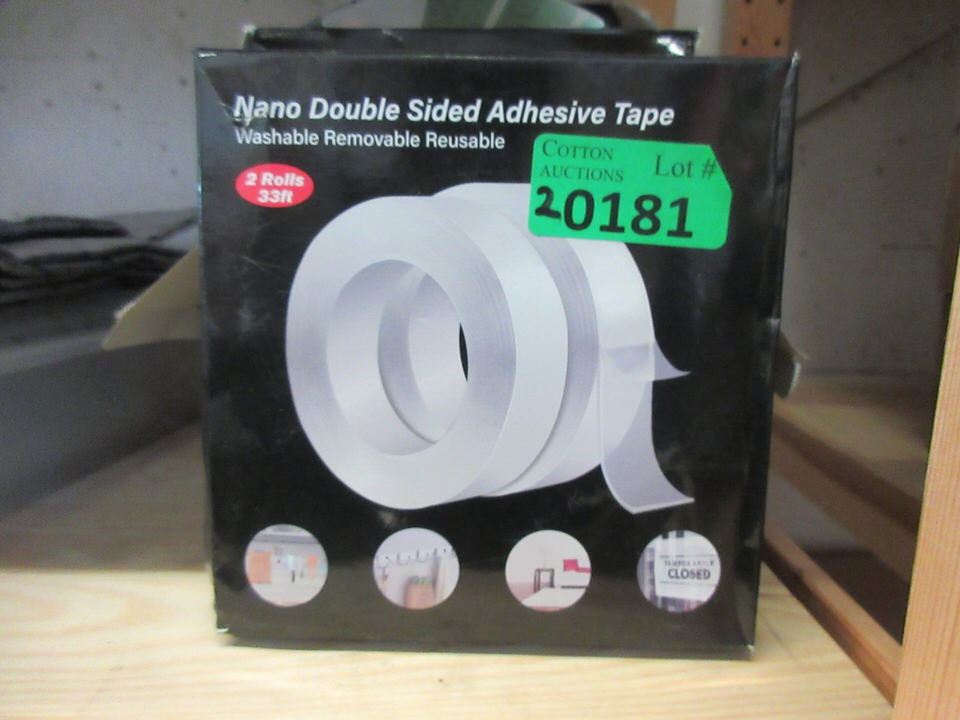 Nano Double Sided Adhesive Tape
Washable Removable Reusable
2 Rolls
33ft
COTTON
AUCTIONS
Lot #
20181
CLOSED